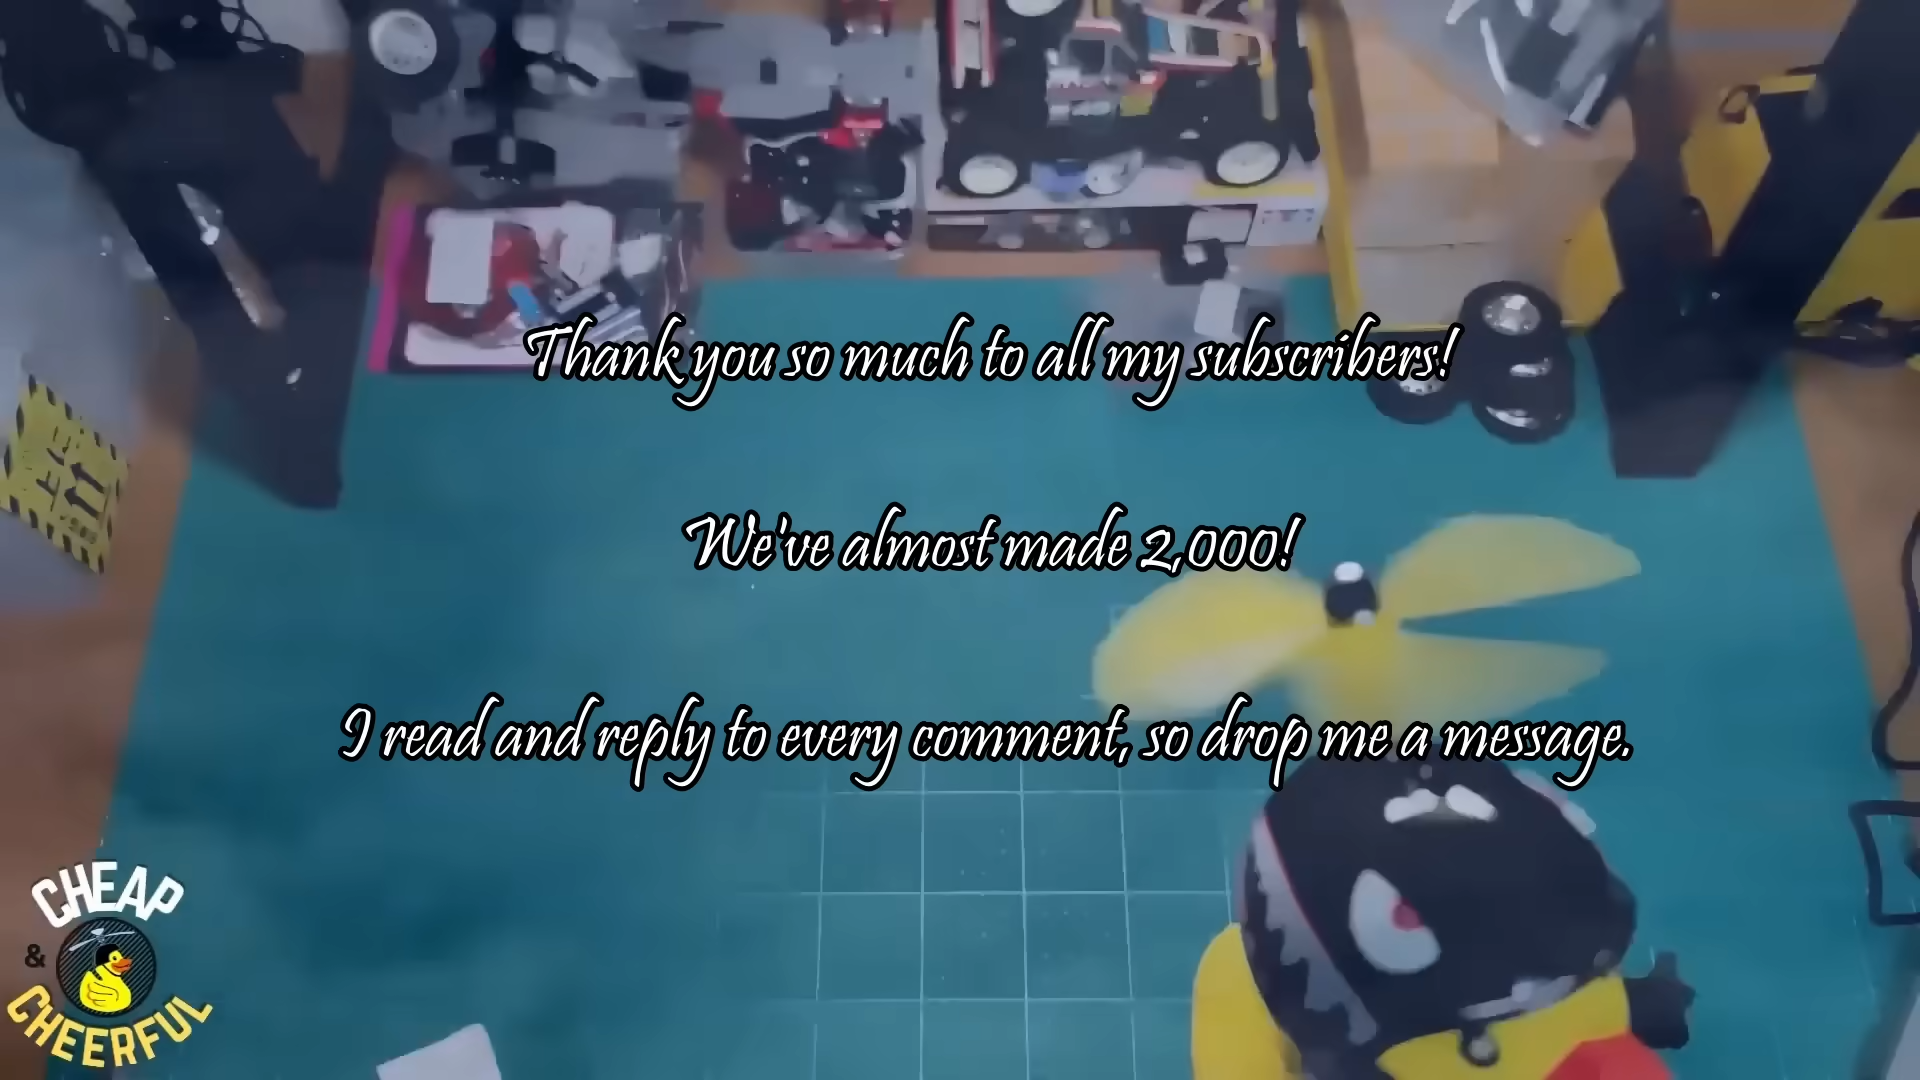 Thank you so much to all my subscribers!
We've almost made 2,000!
I read and reply to every comment, so drop me a message.
CHEAP
&
CHEERFUL